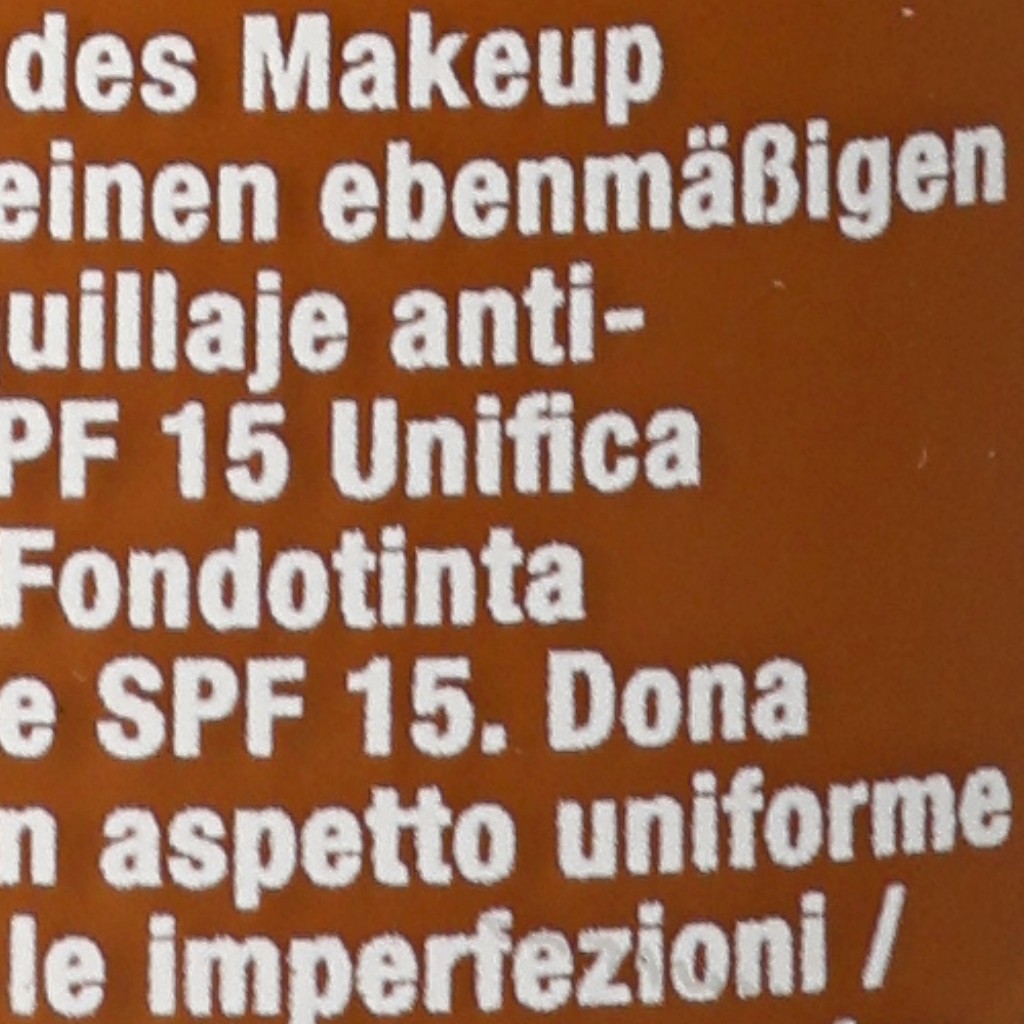 des Makeup
einen ebenmäßigen
uillaje anti-
PF 15 Unifica
Fondotinta
e SPF 15. Dona
n aspetto uniforme
le imperfezioni /